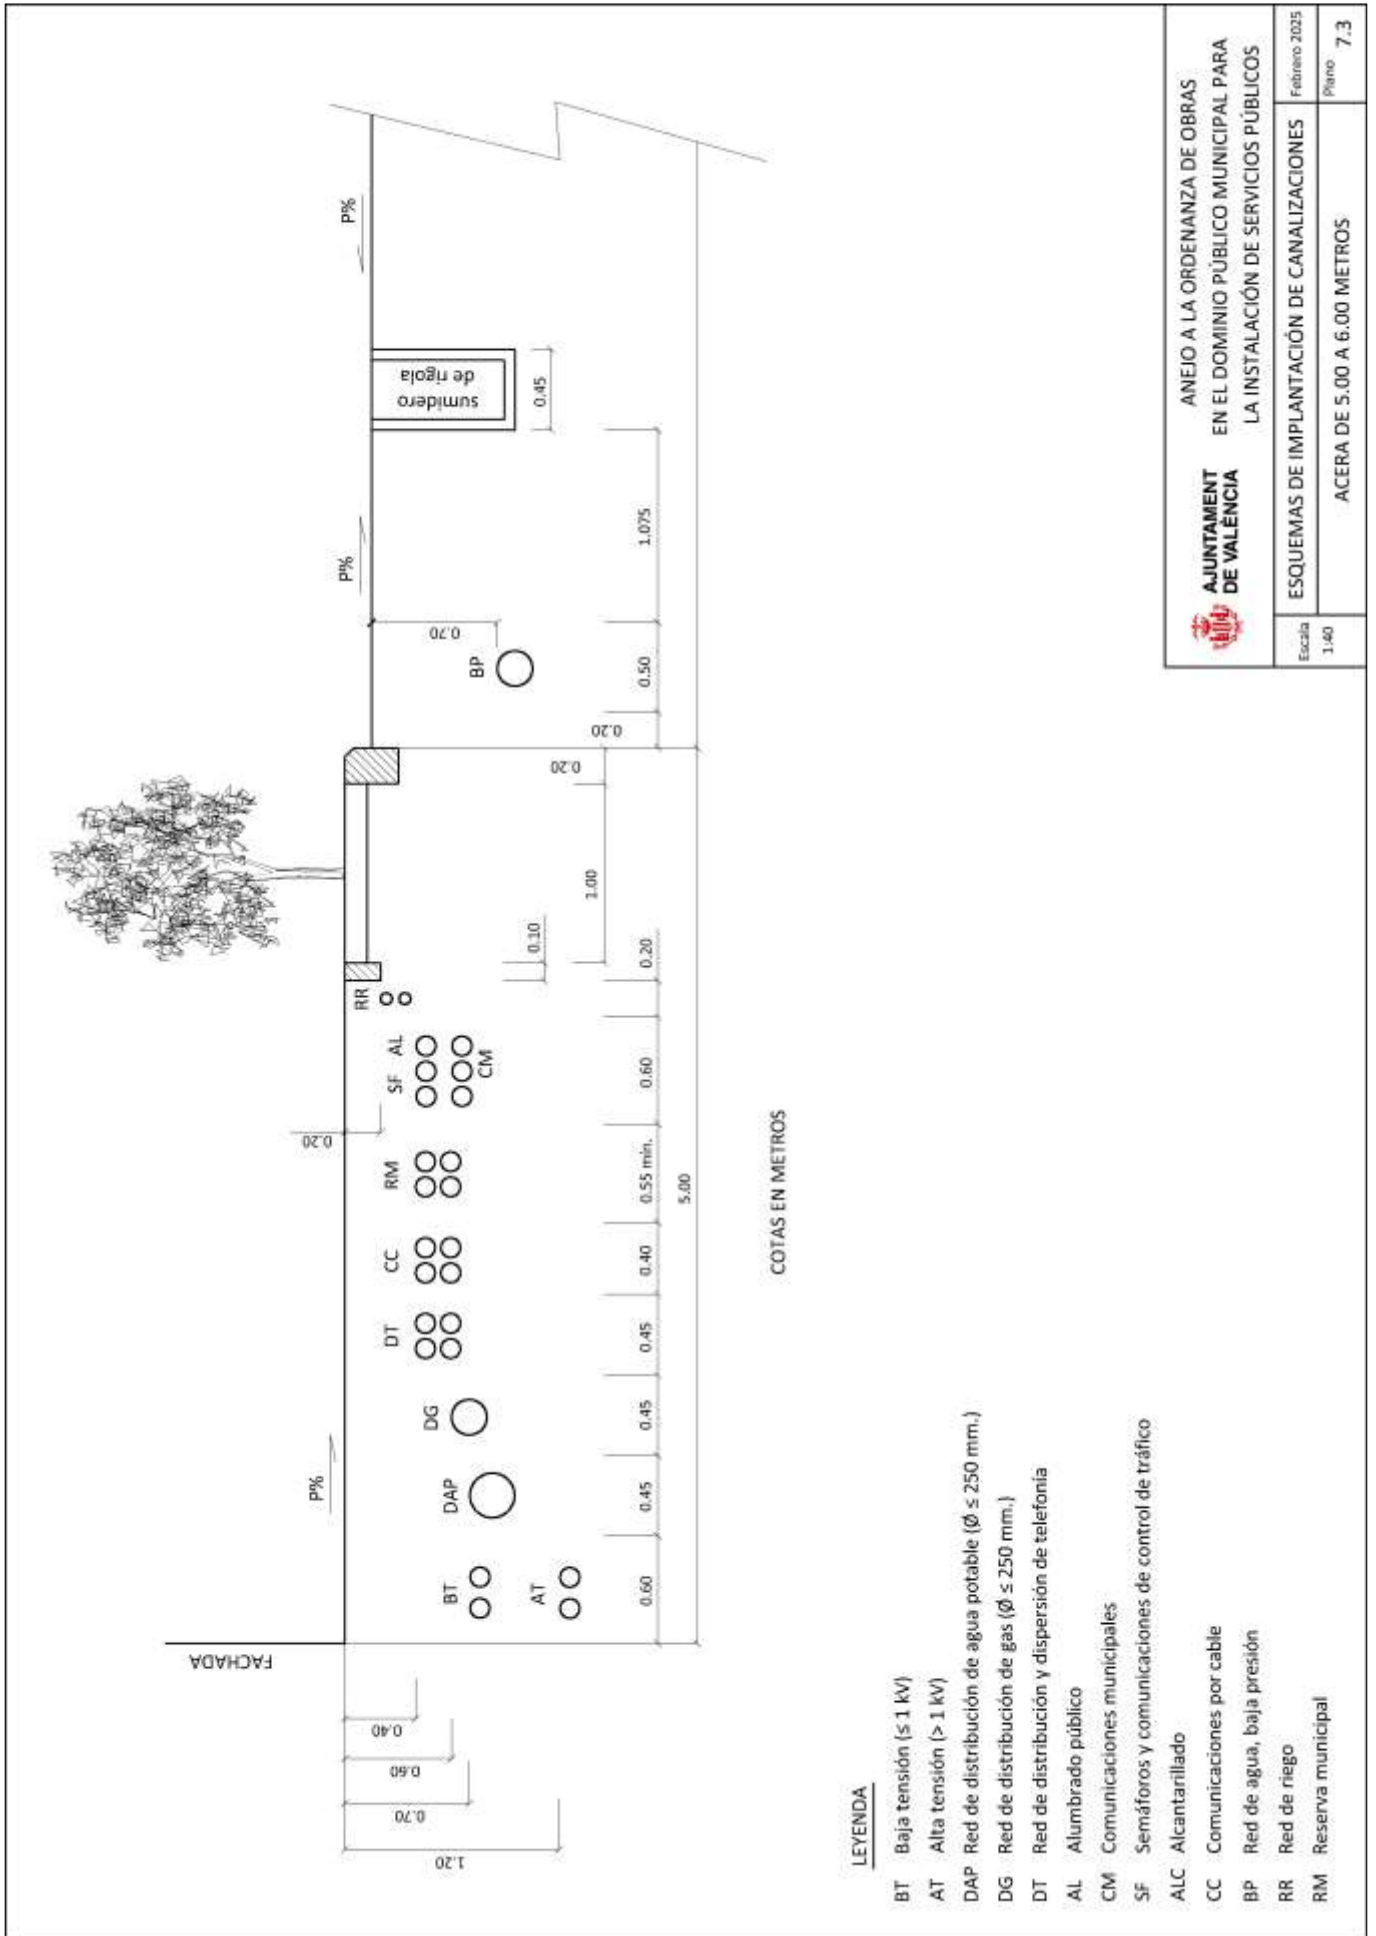 FACHADA
P%
P%
P%
0.40
0.60
0.70
1.20
BT
AT
DAP
DG
DT
CC
RM
0.20
SF
AL
CM
RR
BP
0.70
sumidero
de rigola
0.45
0.10
1.00
0.20
0.20
0.60
0.45
0.45
0.45
0.40
0.55 min.
0.60
0.20
0.50
1.075
5.00
COTAS EN METROS
LEYENDA
BT Baja tensión (≤ 1 kV)
AT Alta tensión (> 1 kV)
DAP Red de distribución de agua potable (Ø ≤ 250 mm.)
DG Red de distribución de gas (Ø ≤ 250 mm.)
DT Red de distribución y dispersión de telefonía
AL Alumbrado público
CM Comunicaciones municipales
SF Semáforos y comunicaciones de control de tráfico
ALC Alcantarillado
CC Comunicaciones por cable
BP Red de agua, baja presión
RR Red de riego
RM Reserva municipal
AJUNTAMENT
DE VALÈNCIA
ANEJO A LA ORDENANZA DE OBRAS
EN EL DOMINIO PÚBLICO MUNICIPAL PARA
LA INSTALACIÓN DE SERVICIOS PÚBLICOS
Escala
1:40
ESQUEMAS DE IMPLANTACIÓN DE CANALIZACIONES
Febrero 2025
ACERA DE 5.00 A 6.00 METROS
Plano 7.3